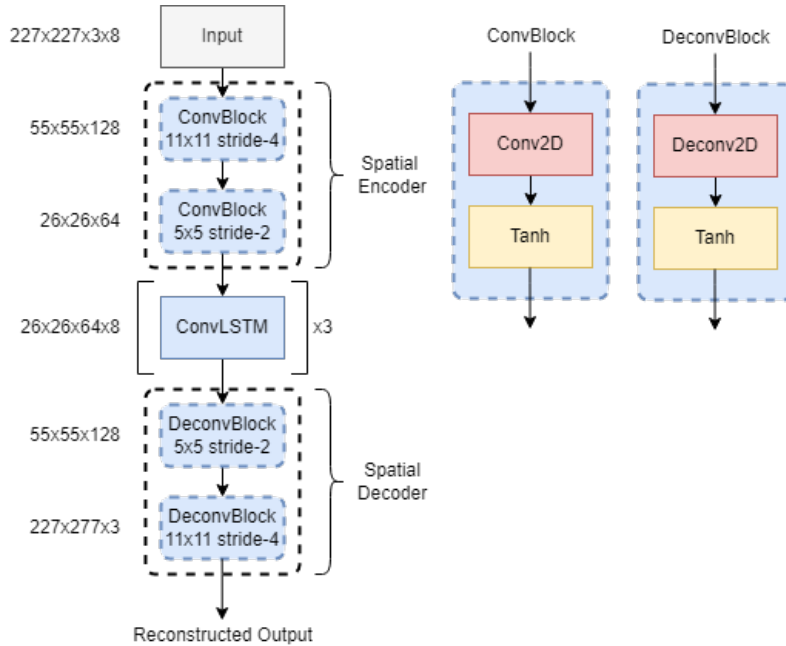 227x227x3x8
Input
55x55x128
ConvBlock
11x11 stride-4
26x26x64
ConvBlock
5x5 stride-2
Spatial
Encoder
26x26x64x8
ConvLSTM
x3
55x55x128
DeconvBlock
5x5 stride-2
227x277x3
DeconvBlock
11x11 stride-4
Spatial
Decoder
Reconstructed Output
ConvBlock
Conv2D
Tanh
DeconvBlock
Deconv2D
Tanh